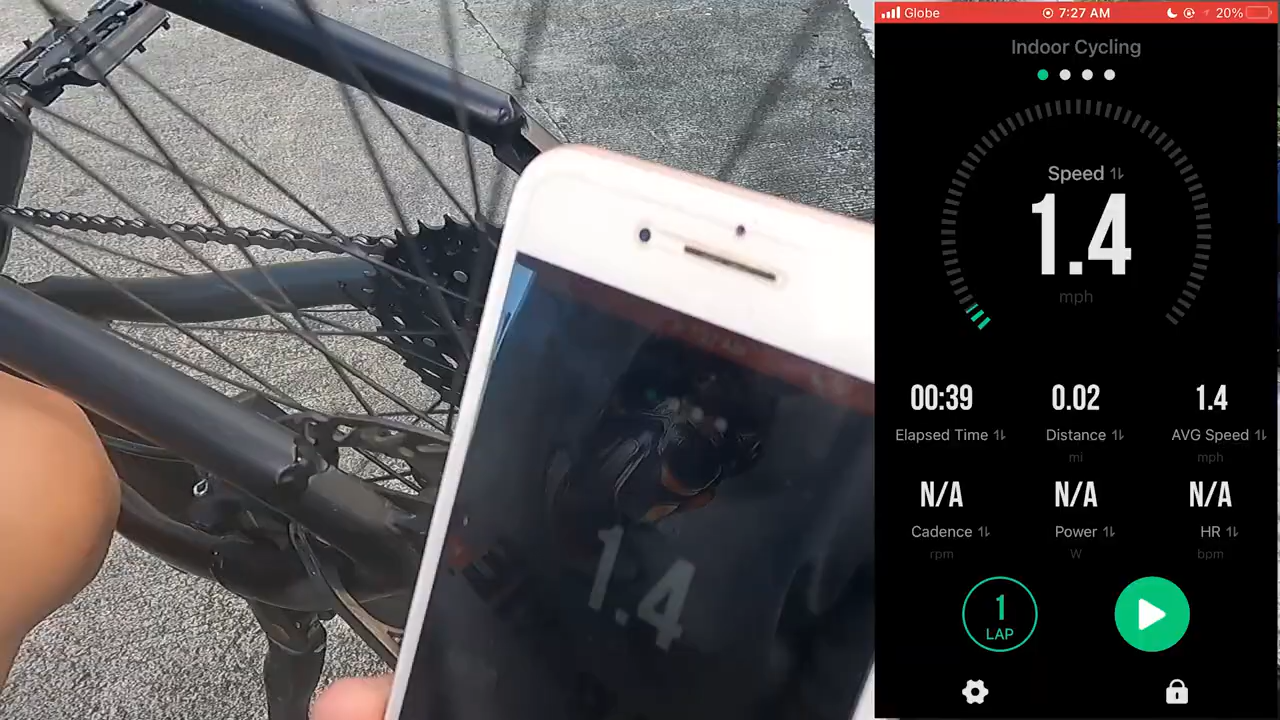 Globe 7:27 AM 20%
Indoor Cycling
Speed
1.4
mph
00:39 0.02 1.4
Elapsed Time Distance AVG Speed
mi mph
N/A N/A N/A
Cadence Power HR
rpm W bpm
1
LAP
1.4